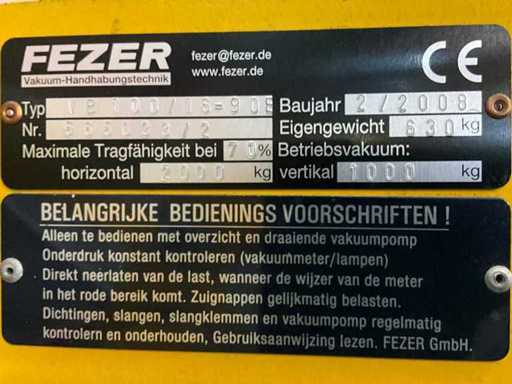 FEZER
Vakuum-Handhabungstechnik
fezer@fezer.de
www.fezer.de
CE
Typ
Baujahr 2/2008
Nr.
Eigengewicht 630 kg
Maximale Tragfähigkeit bei 70% Betriebsvakuum:
horizontal 2000 kg vertikal 1000 kg
BELANGRIJKE BEDIENINGS VOORSCHRIFTEN !
Alleen te bedienen met overzicht en draaiende vakuumpomp
Onderdruk konstant kontroleren (vakuummeter/lampen)
Direkt neerlaten van de last, wanneer de wijzer van de meter
in het rode bereik komt. Zuignappen gelijkmatig belasten.
Dichtingen, slangen, slangklemmen en vakuumpomp regelmatig
kontrolern en onderhouden, Gebruiksaanwijzing lezen. FEZER GmbH.